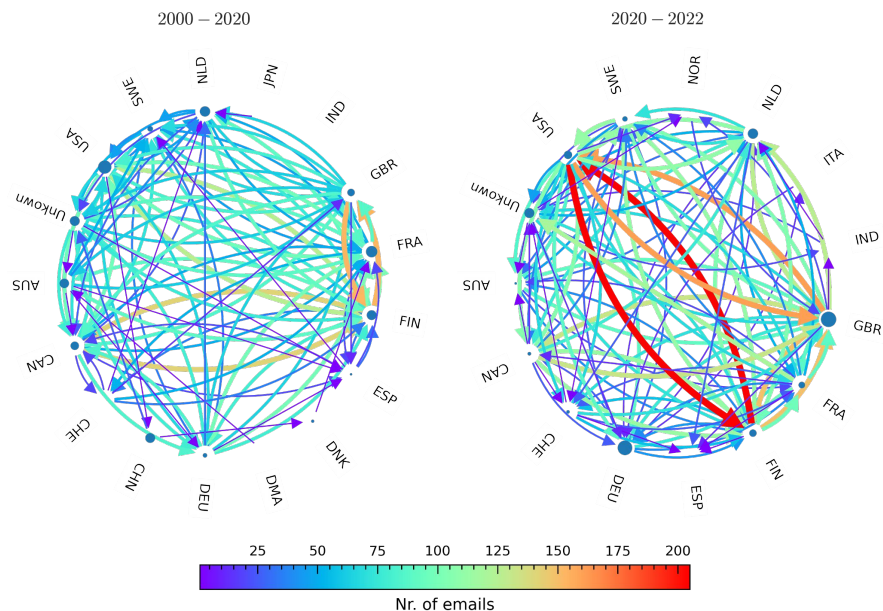 2000 − 2020
2020 − 2022
NLD
JPN
SWE
IND
USA
GBR
Unkown
FRA
AUS
FIN
CAN
ESP
CHE
DNK
CHN
DEU
DMA
NOR
SWE
NLD
USA
ITA
Unkown
IND
AUS
GBR
CAN
FRA
CHE
FIN
DEU
ESP
25 50 75 100 125 150 175 200
Nr. of emails